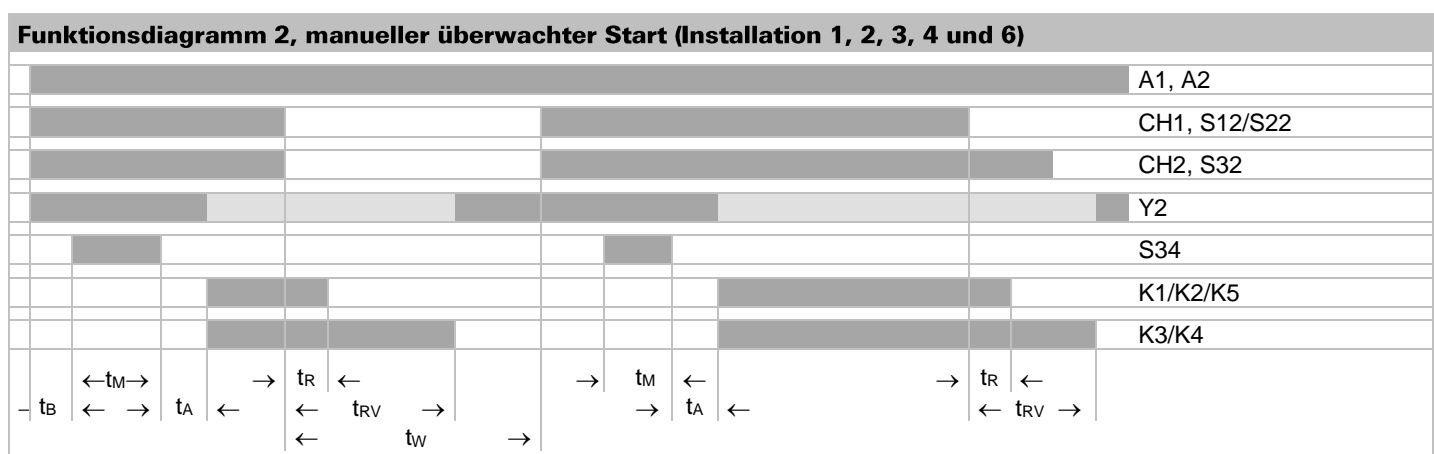 Funktionsdiagramm 2, manueller überwachter Start (Installation 1, 2, 3, 4 und 6)
A1, A2
CH1, S12/S22
CH2, S32
Y2
S34
K1/K2/K5
K3/K4
←tM→ → tR ← → tM ← → tR ←
tB ← → tA ← ← tRV → → tA ← ← tRV →
← tW →